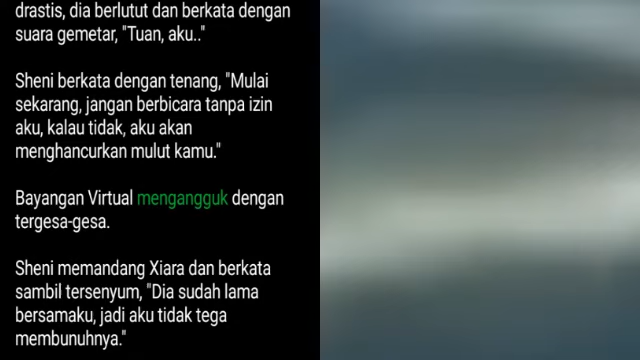 drastis, dia berlutut dan berkata dengan
suara gemetar, "Tuan, aku.."
Sheni berkata dengan tenang, "Mulai
sekarang, jangan berbicara tanpa izin
aku, kalau tidak, aku akan
menghancurkan mulut kamu."
Bayangan Virtual mengangguk dengan
tergesa-gesa.
Sheni memandang Xiara dan berkata
sambil tersenyum, "Dia sudah lama
bersamaku, jadi aku tidak tega
membunuhnya."